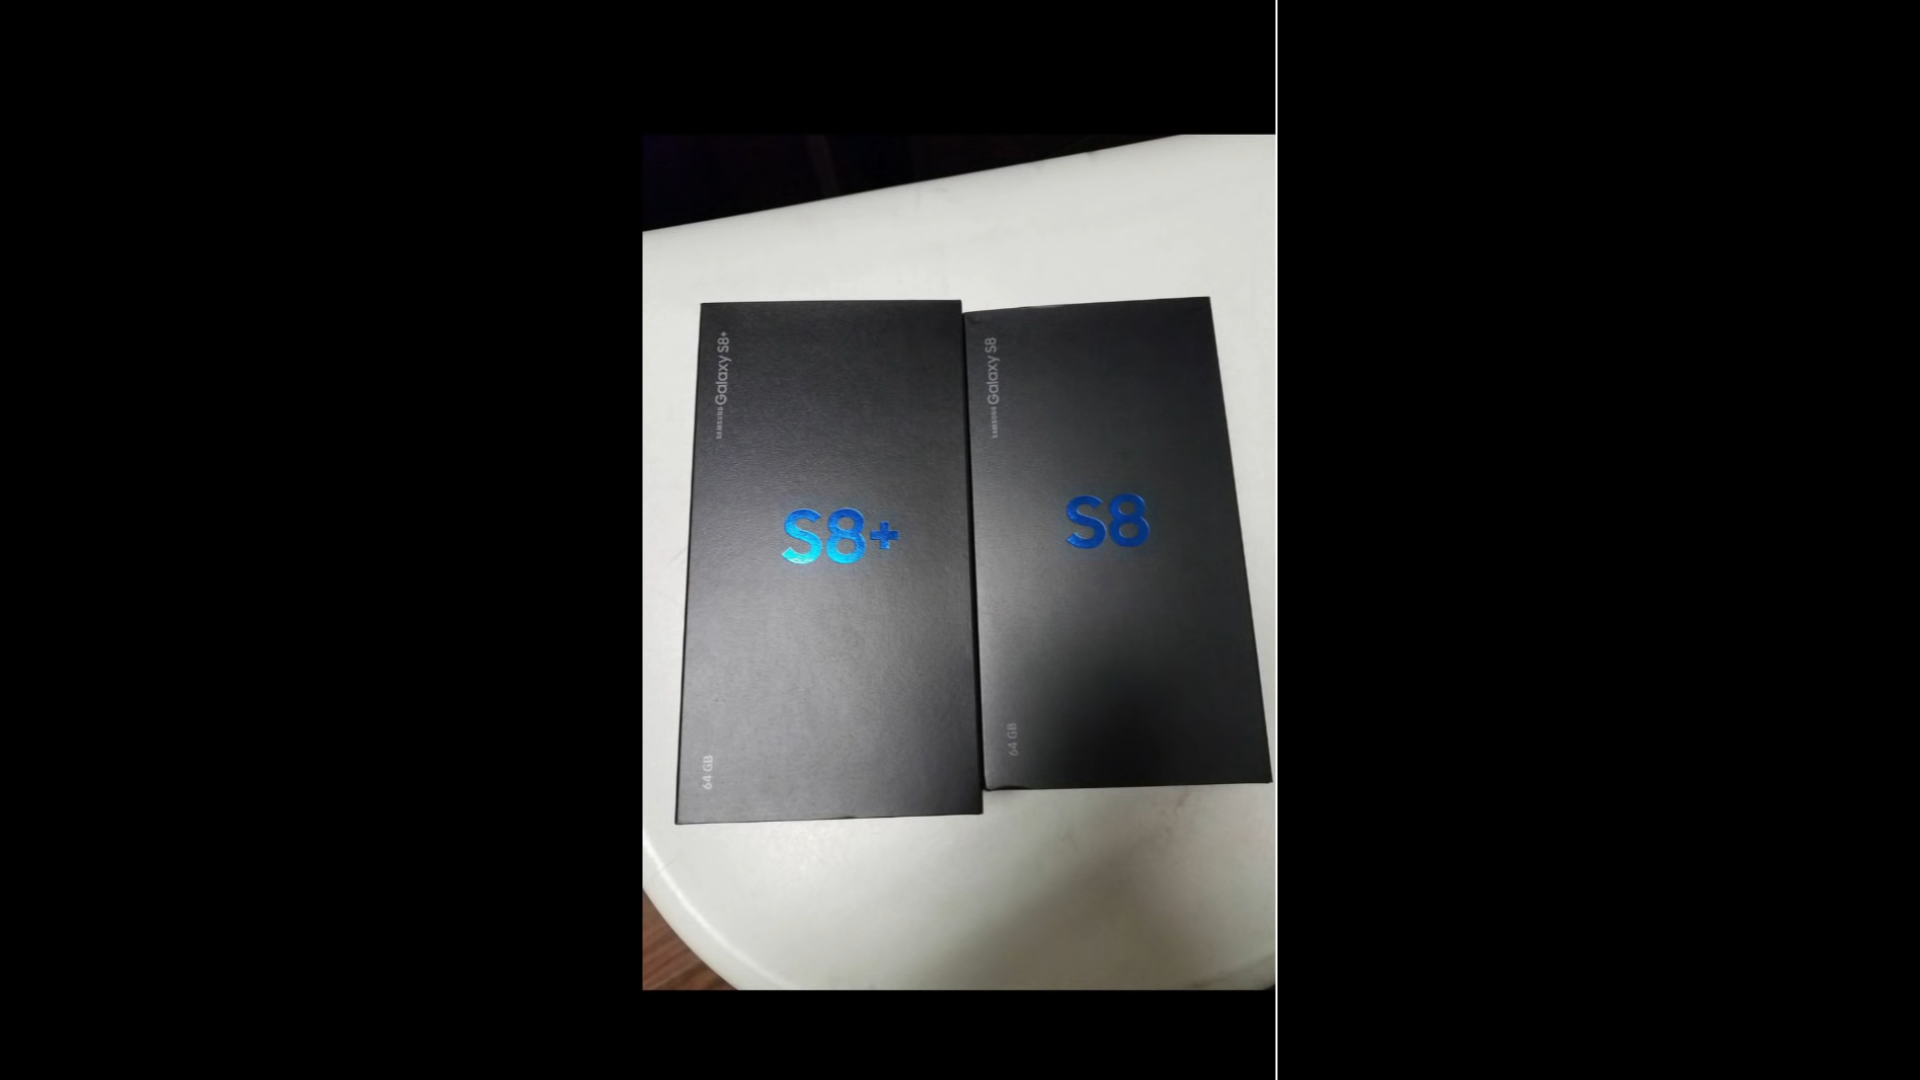 SAMSUNG Galaxy S8+
S8+
64 GB
SAMSUNG Galaxy S8
S8
64 GB